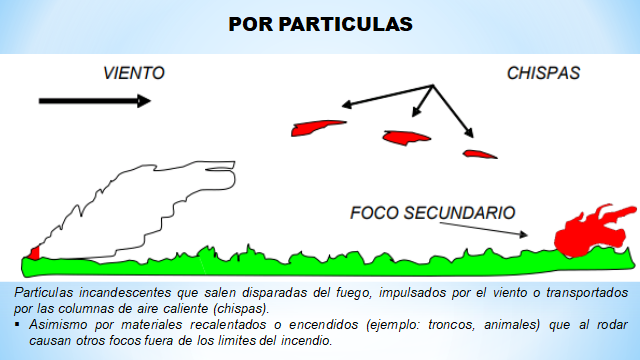 POR PARTICULAS
VIENTO
CHISPAS
FOCO SECUNDARIO
Partículas incandescentes que salen disparadas del fuego, impulsados por el viento o transportados
por las columnas de aire caliente (chispas).
▪ Asimismo por materiales recalentados o encendidos (ejemplo: troncos, animales) que al rodar
causan otros focos fuera de los limites del incendio.